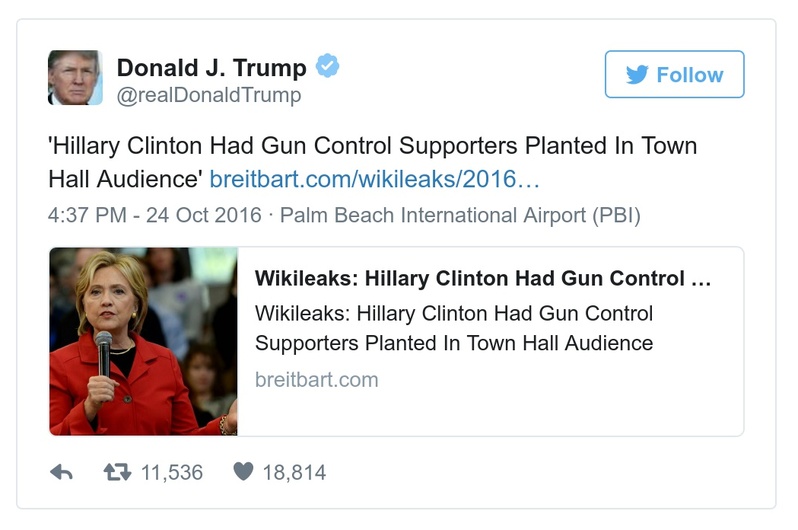 Donald J. Trump
@realDonaldTrump
Follow
'Hillary Clinton Had Gun Control Supporters Planted In Town
Hall Audience' breitbart.com/wikileaks/2016…
4:37 PM - 24 Oct 2016 · Palm Beach International Airport (PBI)
Wikileaks: Hillary Clinton Had Gun Control …
Wikileaks: Hillary Clinton Had Gun Control
Supporters Planted In Town Hall Audience
breitbart.com
11,536 18,814